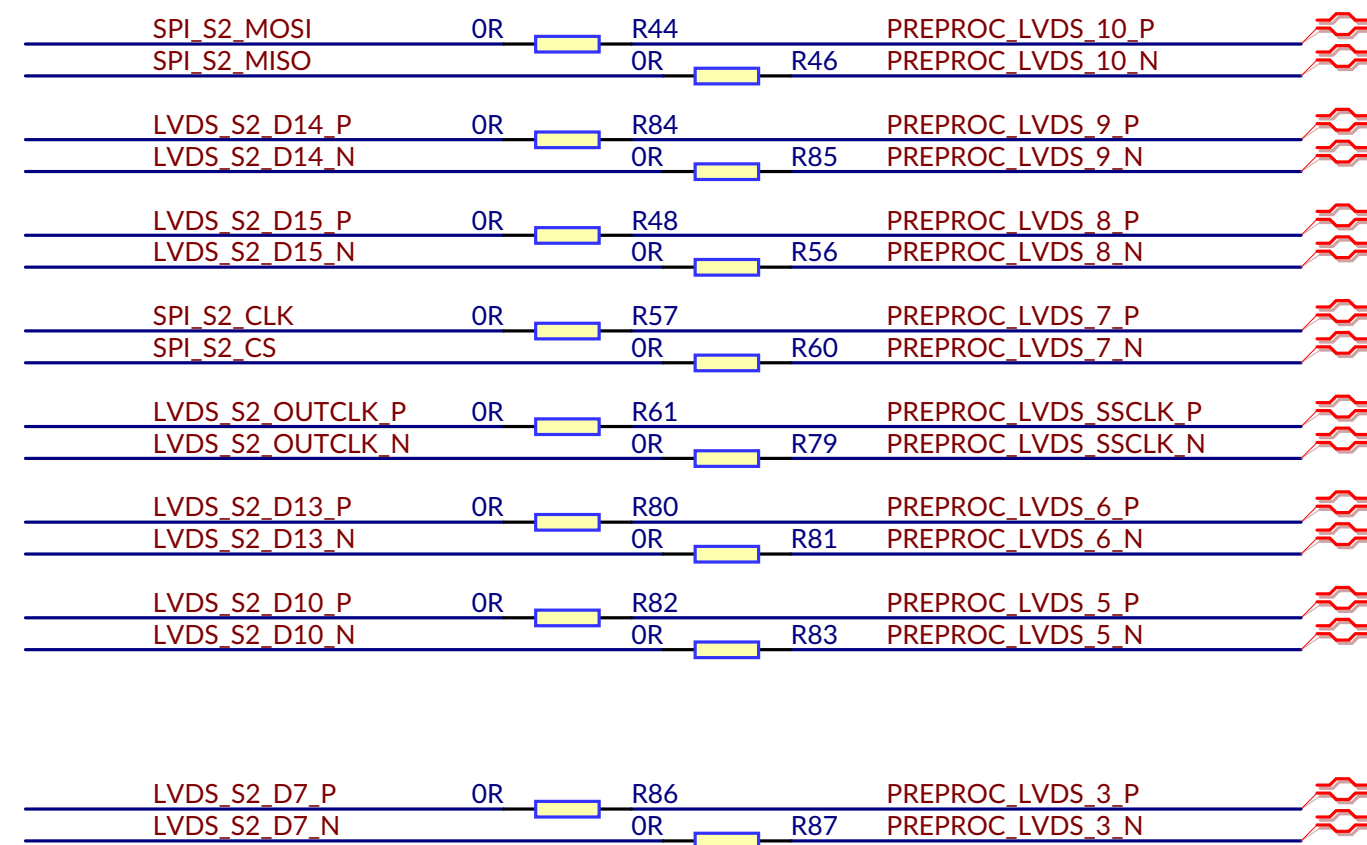 SPI_S2_MOSI 0R R44 PREPROC_LVDS_10_P
SPI_S2_MISO 0R R46 PREPROC_LVDS_10_N
LVDS_S2_D14_P 0R R84 PREPROC_LVDS_9_P
LVDS_S2_D14_N 0R R85 PREPROC_LVDS_9_N
LVDS_S2_D15_P 0R R48 PREPROC_LVDS_8_P
LVDS_S2_D15_N 0R R56 PREPROC_LVDS_8_N
SPI_S2_CLK 0R R57 PREPROC_LVDS_7_P
SPI_S2_CS 0R R60 PREPROC_LVDS_7_N
LVDS_S2_OUTCLK_P 0R R61 PREPROC_LVDS_SSCLK_P
LVDS_S2_OUTCLK_N 0R R79 PREPROC_LVDS_SSCLK_N
LVDS_S2_D13_P 0R R80 PREPROC_LVDS_6_P
LVDS_S2_D13_N 0R R81 PREPROC_LVDS_6_N
LVDS_S2_D10_P 0R R82 PREPROC_LVDS_5_P
LVDS_S2_D10_N 0R R83 PREPROC_LVDS_5_N
LVDS_S2_D7_P 0R R86 PREPROC_LVDS_3_P
LVDS_S2_D7_N 0R R87 PREPROC_LVDS_3_N